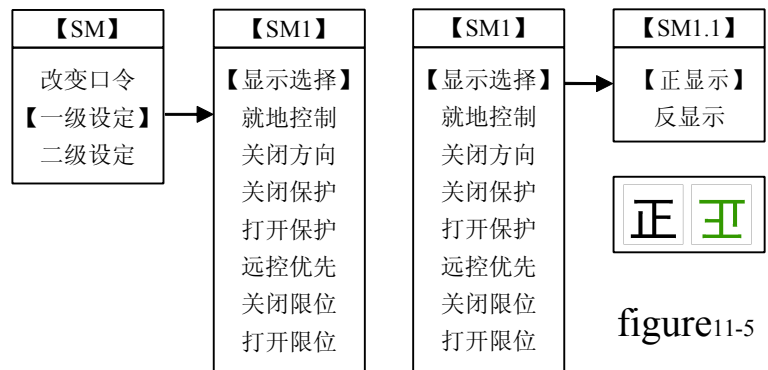 【SM】
改变口令
【一级设定】
二级设定
【SM1】
【显示选择】
就地控制
关闭方向
关闭保护
打开保护
远控优先
关闭限位
打开限位
【SM1】
【显示选择】
就地控制
关闭方向
关闭保护
打开保护
远控优先
关闭限位
打开限位
【SM1.1】
【正显示】
反显示
正 正
figure11-5